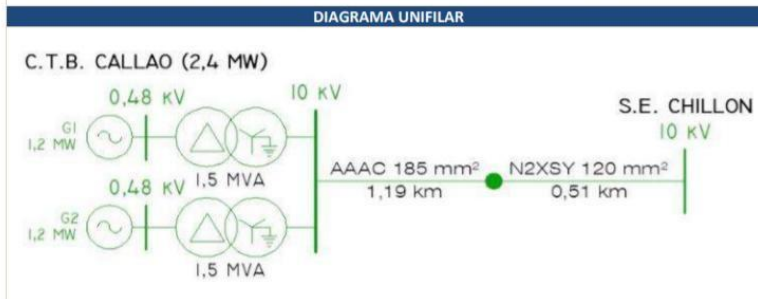 DIAGRAMA UNIFILAR
C.T.B. CALLAO (2,4 MW)
0,48 KV
10 KV
G1
1,2 MW
1,5 MVA
0,48 KV
G2
1,2 MW
1,5 MVA
AAAC 185 mm²
1,19 km
N2XSY 120 mm²
0,51 km
S.E. CHILLON
10 KV